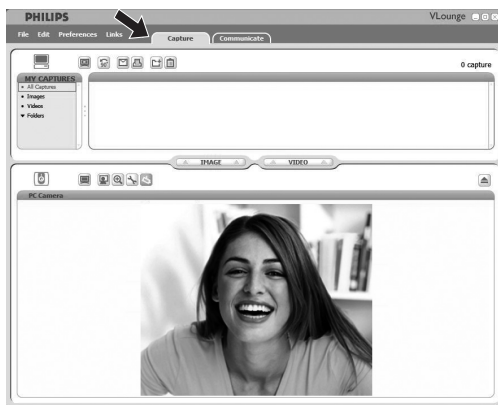 PHILIPS
VLounge
File Edit Preferences Links Capture Communicate
0 capture
MY CAPTURES
All Captures
Images
Videos
Folders
IMAGE VIDEO
PC Camera